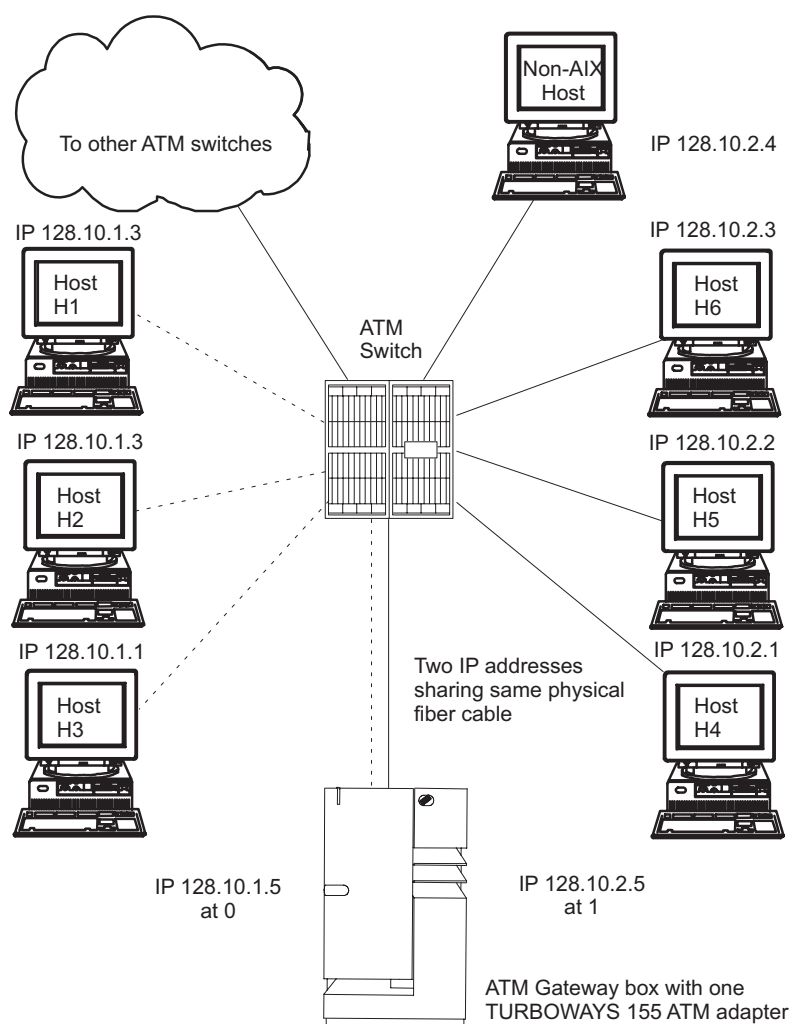 Non-AIX
Host
To other ATM switches
IP 128.10.2.4
IP 128.10.1.3
IP 128.10.2.3
Host
H1
Host
H6
ATM
Switch
IP 128.10.1.3
IP 128.10.2.2
Host
H2
Host
H5
IP 128.10.1.1
IP 128.10.2.1
Two IP addresses
sharing same physical
fiber cable
Host
H3
Host
H4
IP 128.10.1.5
at 0
IP 128.10.2.5
at 1
ATM Gateway box with one
TURBOWAYS 155 ATM adapter